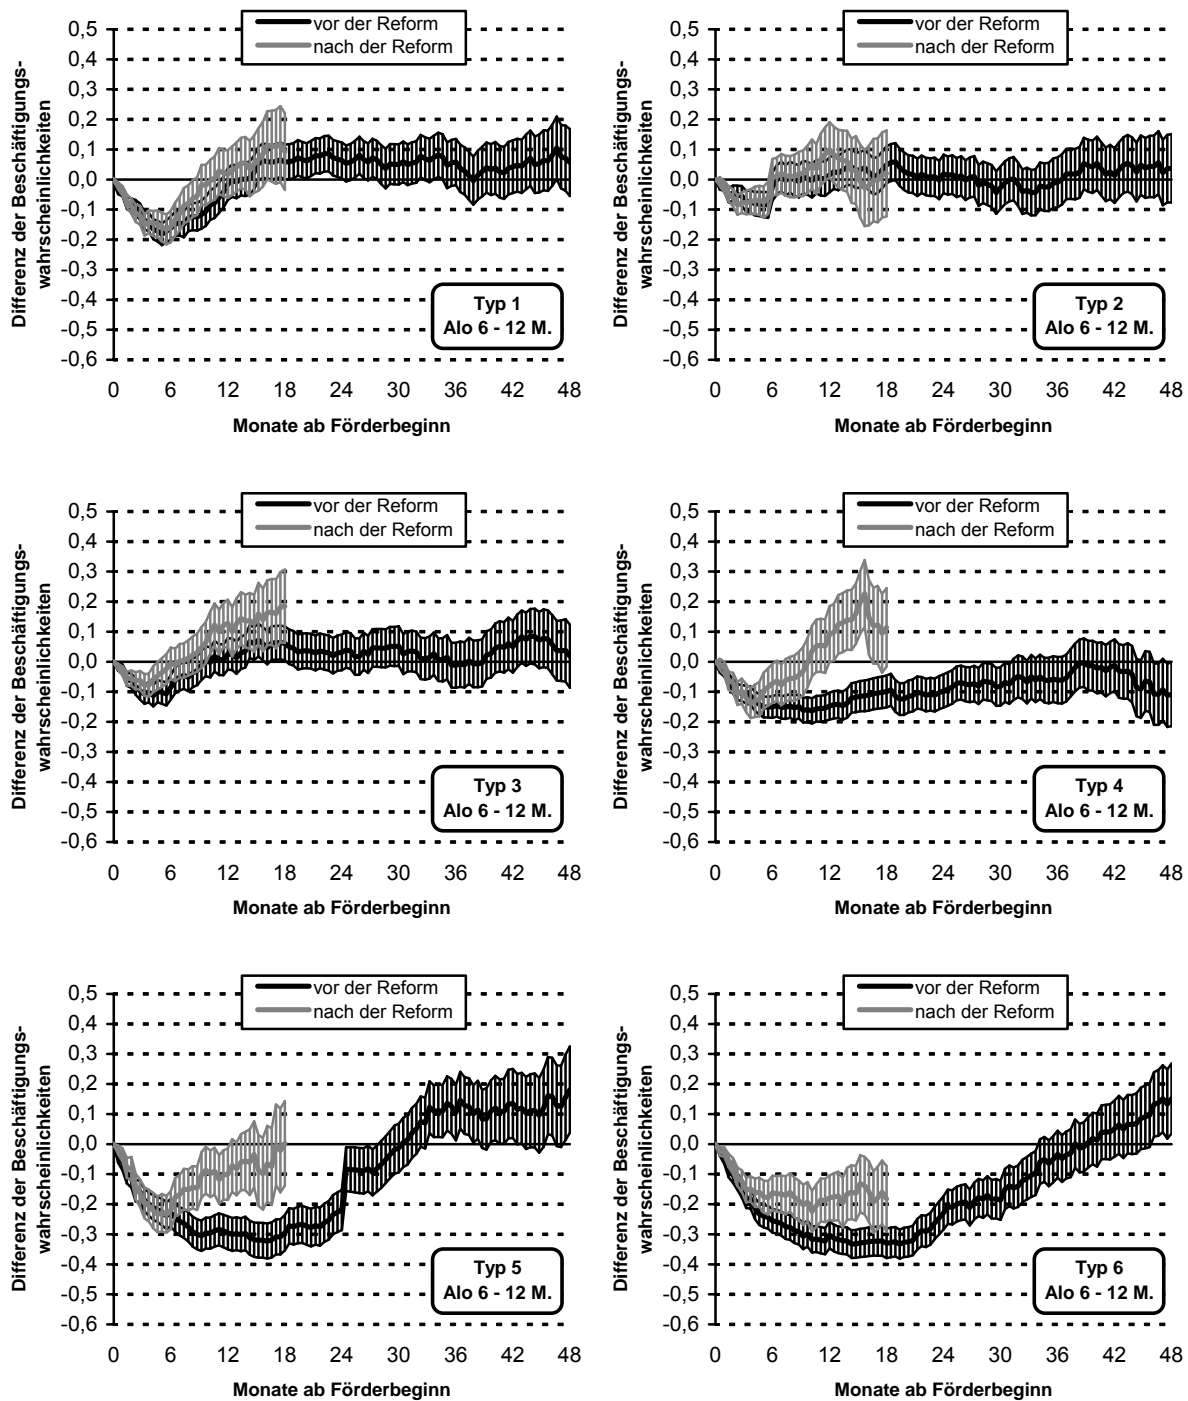 vor der Reform
nach der Reform
Differenz der Beschäftigungs-
wahrscheinlichkeiten
0,5
0,4
0,3
0,2
0,1
0,0
-0,1
-0,2
-0,3
-0,4
-0,5
-0,6
Typ 1
Alo 6 - 12 M.
0 6 12 18 24 30 36 42 48
Monate ab Förderbeginn
vor der Reform
nach der Reform
Differenz der Beschäftigungs-
wahrscheinlichkeiten
0,5
0,4
0,3
0,2
0,1
0,0
-0,1
-0,2
-0,3
-0,4
-0,5
-0,6
Typ 2
Alo 6 - 12 M.
0 6 12 18 24 30 36 42 48
Monate ab Förderbeginn
vor der Reform
nach der Reform
Differenz der Beschäftigungs-
wahrscheinlichkeiten
0,5
0,4
0,3
0,2
0,1
0,0
-0,1
-0,2
-0,3
-0,4
-0,5
-0,6
Typ 3
Alo 6 - 12 M.
0 6 12 18 24 30 36 42 48
Monate ab Förderbeginn
vor der Reform
nach der Reform
Differenz der Beschäftigungs-
wahrscheinlichkeiten
0,5
0,4
0,3
0,2
0,1
0,0
-0,1
-0,2
-0,3
-0,4
-0,5
-0,6
Typ 4
Alo 6 - 12 M.
0 6 12 18 24 30 36 42 48
Monate ab Förderbeginn
vor der Reform
nach der Reform
Differenz der Beschäftigungs-
wahrscheinlichkeiten
0,5
0,4
0,3
0,2
0,1
0,0
-0,1
-0,2
-0,3
-0,4
-0,5
-0,6
Typ 5
Alo 6 - 12 M.
0 6 12 18 24 30 36 42 48
Monate ab Förderbeginn
vor der Reform
nach der Reform
Differenz der Beschäftigungs-
wahrscheinlichkeiten
0,5
0,4
0,3
0,2
0,1
0,0
-0,1
-0,2
-0,3
-0,4
-0,5
-0,6
Typ 6
Alo 6 - 12 M.
0 6 12 18 24 30 36 42 48
Monate ab Förderbeginn